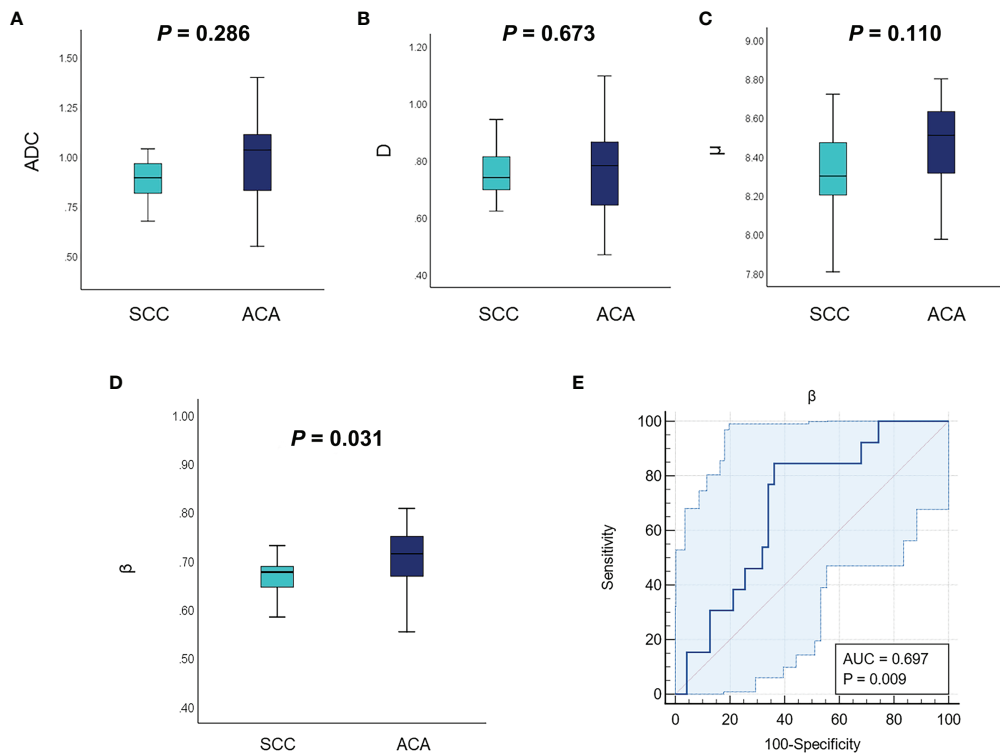 A
P = 0.286
1.50
1.25
1.00
.75
.50
ADC
SCC
ACA
B
P = 0.673
1.20
1.00
.80
.60
.40
D
SCC
ACA
C
P = 0.110
9.00
8.80
8.60
8.40
8.20
8.00
7.80
μ
SCC
ACA
D
P = 0.031
1.00
.90
.80
.70
.60
.50
.40
β
SCC
ACA
E
β
100
80
60
40
20
0
Sensitivity
AUC = 0.697
P = 0.009
0 20 40 60 80 100
100-Specificity